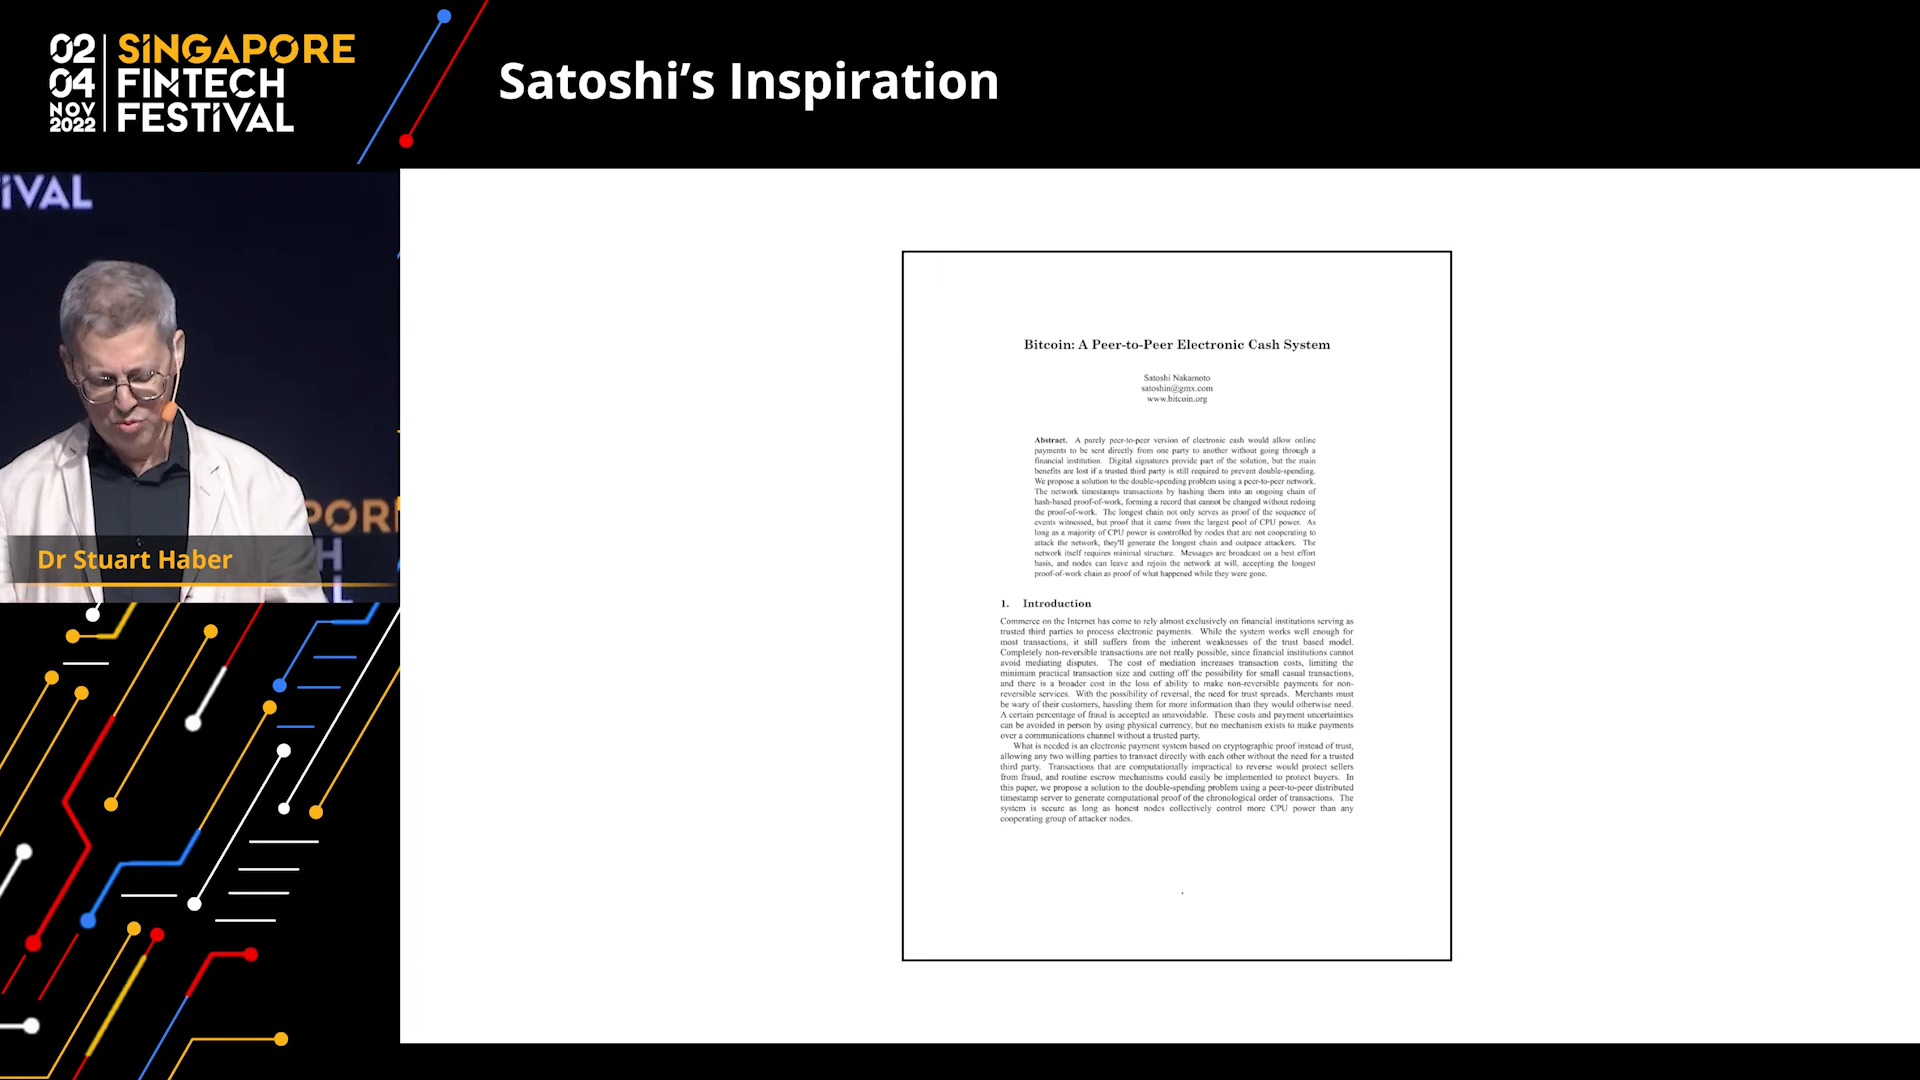 02
04
NOV
2022
SINGAPORE
FINTECH
FESTIVAL
Satoshi's Inspiration
IVAL
Dr Stuart Haber
Bitcoin: A Peer-to-Peer Electronic Cash System
Satoshi Nakamoto
satoshin@gmx.com
www.bitcoin.org
Abstract. A purely peer-to-peer version of electronic cash would allow online
payments to be sent directly from one party to another without going through a
financial institution. Digital signatures provide part of the solution, but the main
benefits are lost if a trusted third party is still required to prevent double-spending.
We propose a solution to the double-spending problem using a peer-to-peer network.
The network timestamps transactions by hashing them into an ongoing chain of
hash-based proof-of-work, forming a record that cannot be changed without redoing
the proof-of-work. The longest chain not only serves as proof of the sequence of
events witnessed, but proof that it came from the largest pool of CPU power. As
long as a majority of CPU power is controlled by nodes that are not cooperating to
attack the network, they'll generate the longest chain and outpace attackers. The
network itself requires minimal structure. Messages are broadcast on a best effort
basis, and nodes can leave and rejoin the network at will, accepting the longest
proof-of-work chain as proof of what happened while they were gone.
1. Introduction
Commerce on the Internet has come to rely almost exclusively on financial institutions serving as
trusted third parties to process electronic payments. While the system works well enough for
most transactions, it still suffers from the inherent weaknesses of the trust based model.
Completely non-reversible transactions are not really possible, since financial institutions cannot
avoid mediating disputes. The cost of mediation increases transaction costs, limiting the
minimum practical transaction size and cutting off the possibility for small casual transactions,
and there is a broader cost in the loss of ability to make non-reversible payments for non-
reversible services. With the possibility of reversal, the need for trust spreads. Merchants must
be wary of their customers, hassling them for more information than they would otherwise need.
A certain percentage of fraud is accepted as unavoidable. These costs and payment uncertainties
can be avoided in person by using physical currency, but no mechanism exists to make payments
over a communications channel without a trusted party.
What is needed is an electronic payment system based on cryptographic proof instead of trust,
allowing any two willing parties to transact directly with each other without the need for a trusted
third party. Transactions that are computationally impractical to reverse would protect sellers
from fraud, and routine escrow mechanisms could easily be implemented to protect buyers. In
this paper, we propose a solution to the double-spending problem using a peer-to-peer distributed
timestamp server to generate computational proof of the chronological order of transactions. The
system is secure as long as honest nodes collectively control more CPU power than any
cooperating group of attacker nodes.